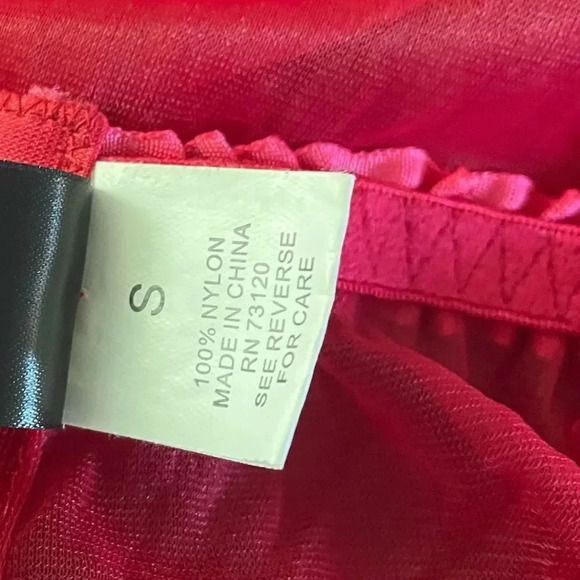 S
100% NYLON
MADE IN CHINA
RN 73120
SEE REVERSE
FOR CARE